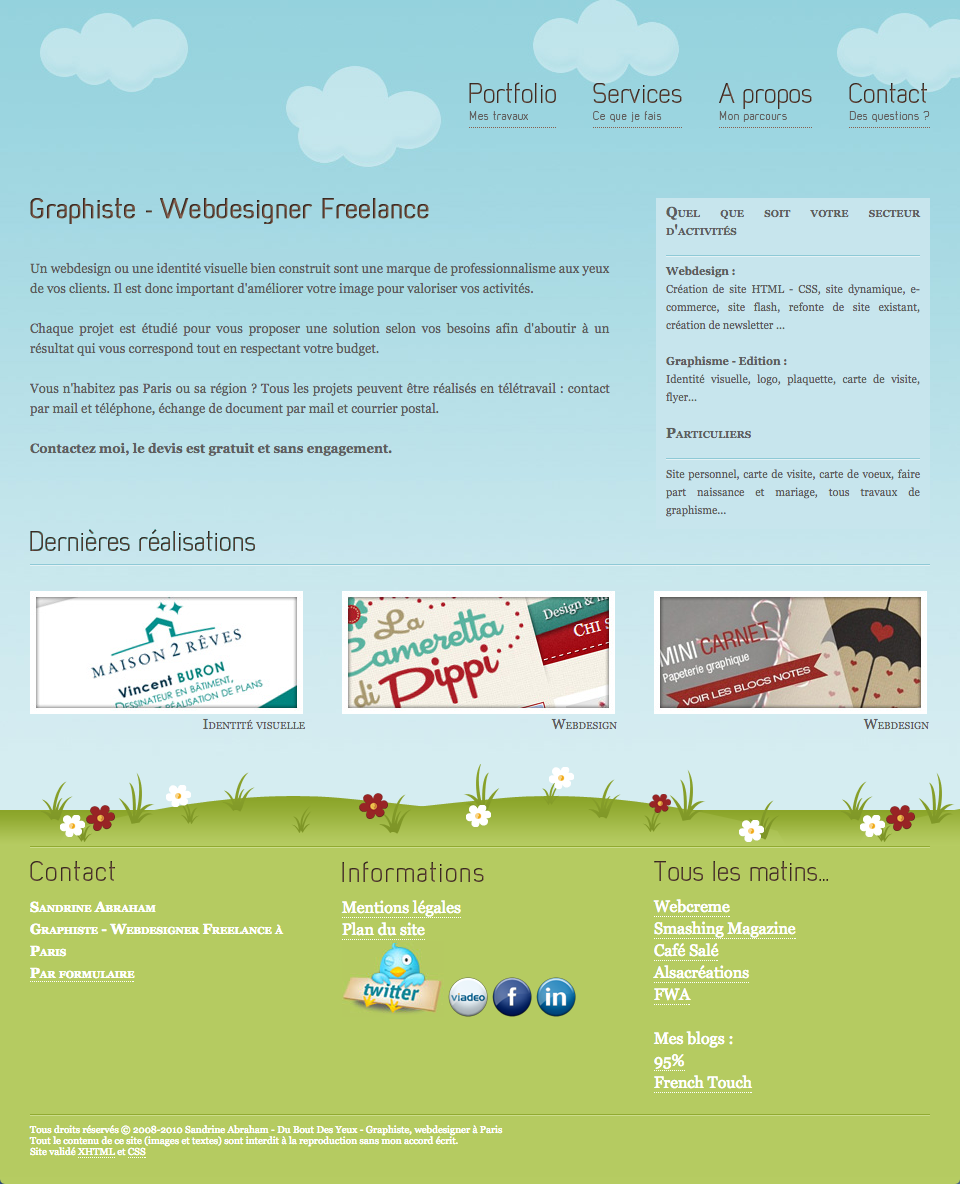 Portfolio
Mes travaux
Services
Ce que je fais
A propos
Mon parcours
Contact
Des questions ?
Graphiste - Webdesigner Freelance
Un webdesign ou une identité visuelle bien construit sont une marque de professionnalisme aux yeux
de vos clients. Il est donc important d'améliorer votre image pour valoriser vos activités.
Chaque projet est étudié pour vous proposer une solution selon vos besoins afin d'aboutir à un
résultat qui vous correspond tout en respectant votre budget.
Vous n'habitez pas Paris ou sa région ? Tous les projets peuvent être réalisés en télétravail : contact
par mail et téléphone, échange de document par mail et courrier postal.
Contactez moi, le devis est gratuit et sans engagement.
Quel que soit votre secteur
d'activités
Webdesign :
Création de site HTML - CSS, site dynamique, e-
commerce, site flash, refonte de site existant,
création de newsletter ...
Graphisme - Edition :
Identité visuelle, logo, plaquette, carte de visite,
flyer...
Particuliers
Site personnel, carte de visite, carte de voeux, faire
part naissance et mariage, tous travaux de
graphisme...
Dernières réalisations
MAISON 2 RÊVES
Vincent BURON
DESSINATEUR EN BÂTIMENT,
RÉALISATION DE PLANS
Identité visuelle
La
Cameretta
di
Pippi
Design &
CHI S
Webdesign
MINI CARNET
Papeterie graphique
VOIR LES BLOCS NOTES
Webdesign
Contact
Sandrine Abraham
Graphiste - Webdesigner Freelance à
Paris
Par formulaire
Informations
Mentions légales
Plan du site
twitter
viadeo
f
in
Tous les matins...
Webcreme
Smashing Magazine
Café Salé
Alsacréations
FWA
Mes blogs :
95%
French Touch
Tous droits réservés © 2008-2010 Sandrine Abraham - Du Bout Des Yeux - Graphiste, webdesigner à Paris
Tout le contenu de ce site (images et textes) sont interdit à la reproduction sans mon accord écrit.
Site validé XHTML et CSS